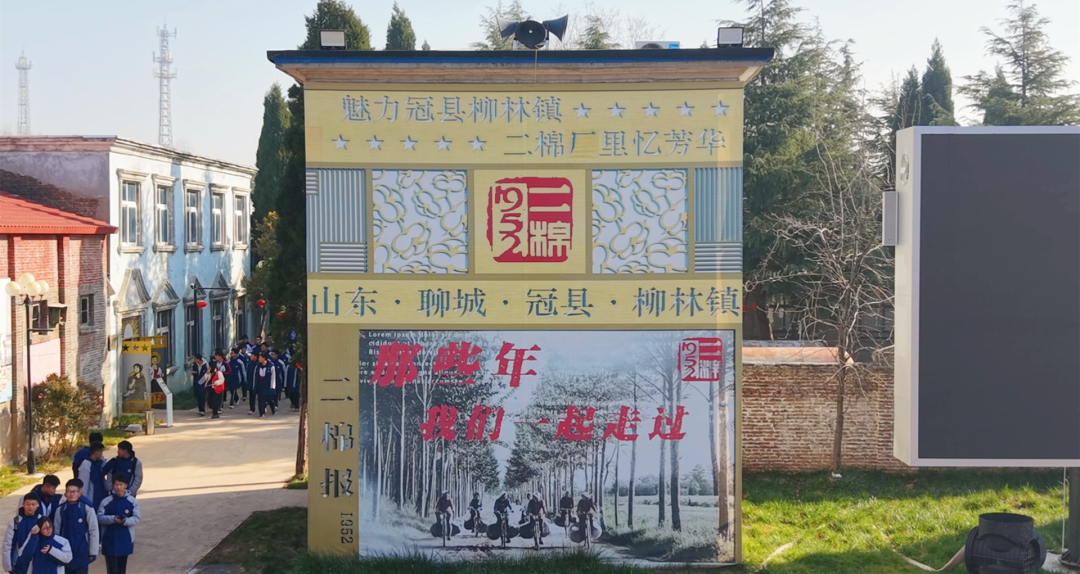 魅力冠县柳林镇 ★ ★ ★ ★ ★
★ ★ ★ ★ ★ 二棉厂里忆芳华
1952
二棉
山东·聊城·冠县·柳林镇
Lorem ipsum
那些年
我们一起走过
1952
二棉
二棉报
1952